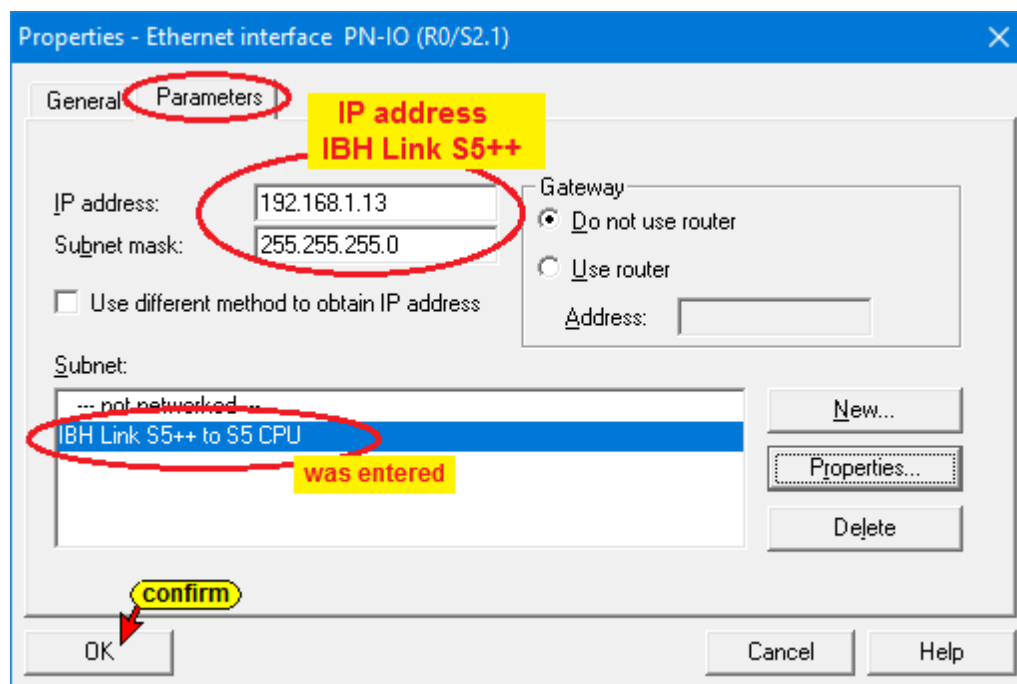 Properties - Ethernet interface PN-IO (R0/S2.1)
General
Parameters
IP address
IBH Link S5++
IP address:
192.168.1.13
Subnet mask:
255.255.255.0
Use different method to obtain IP address
Gateway
Do not use router
Use router
Address:
Subnet:
--- not networked ---
IBH Link S5++ to S5 CPU
was entered
New...
Properties...
Delete
confirm
OK
Cancel
Help